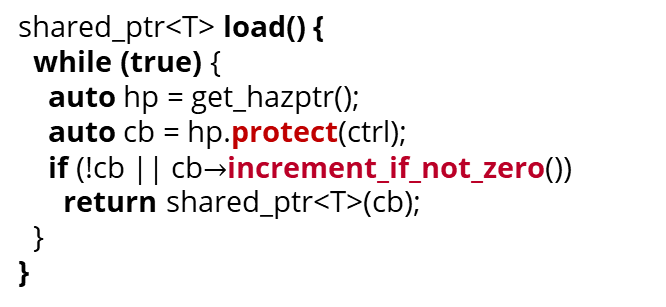 shared_ptr<T> load() {
while (true) {
auto hp = get_hazptr();
auto cb = hp.protect(ctrl);
if (!cb || cb→increment_if_not_zero())
return shared_ptr<T>(cb);
}
}